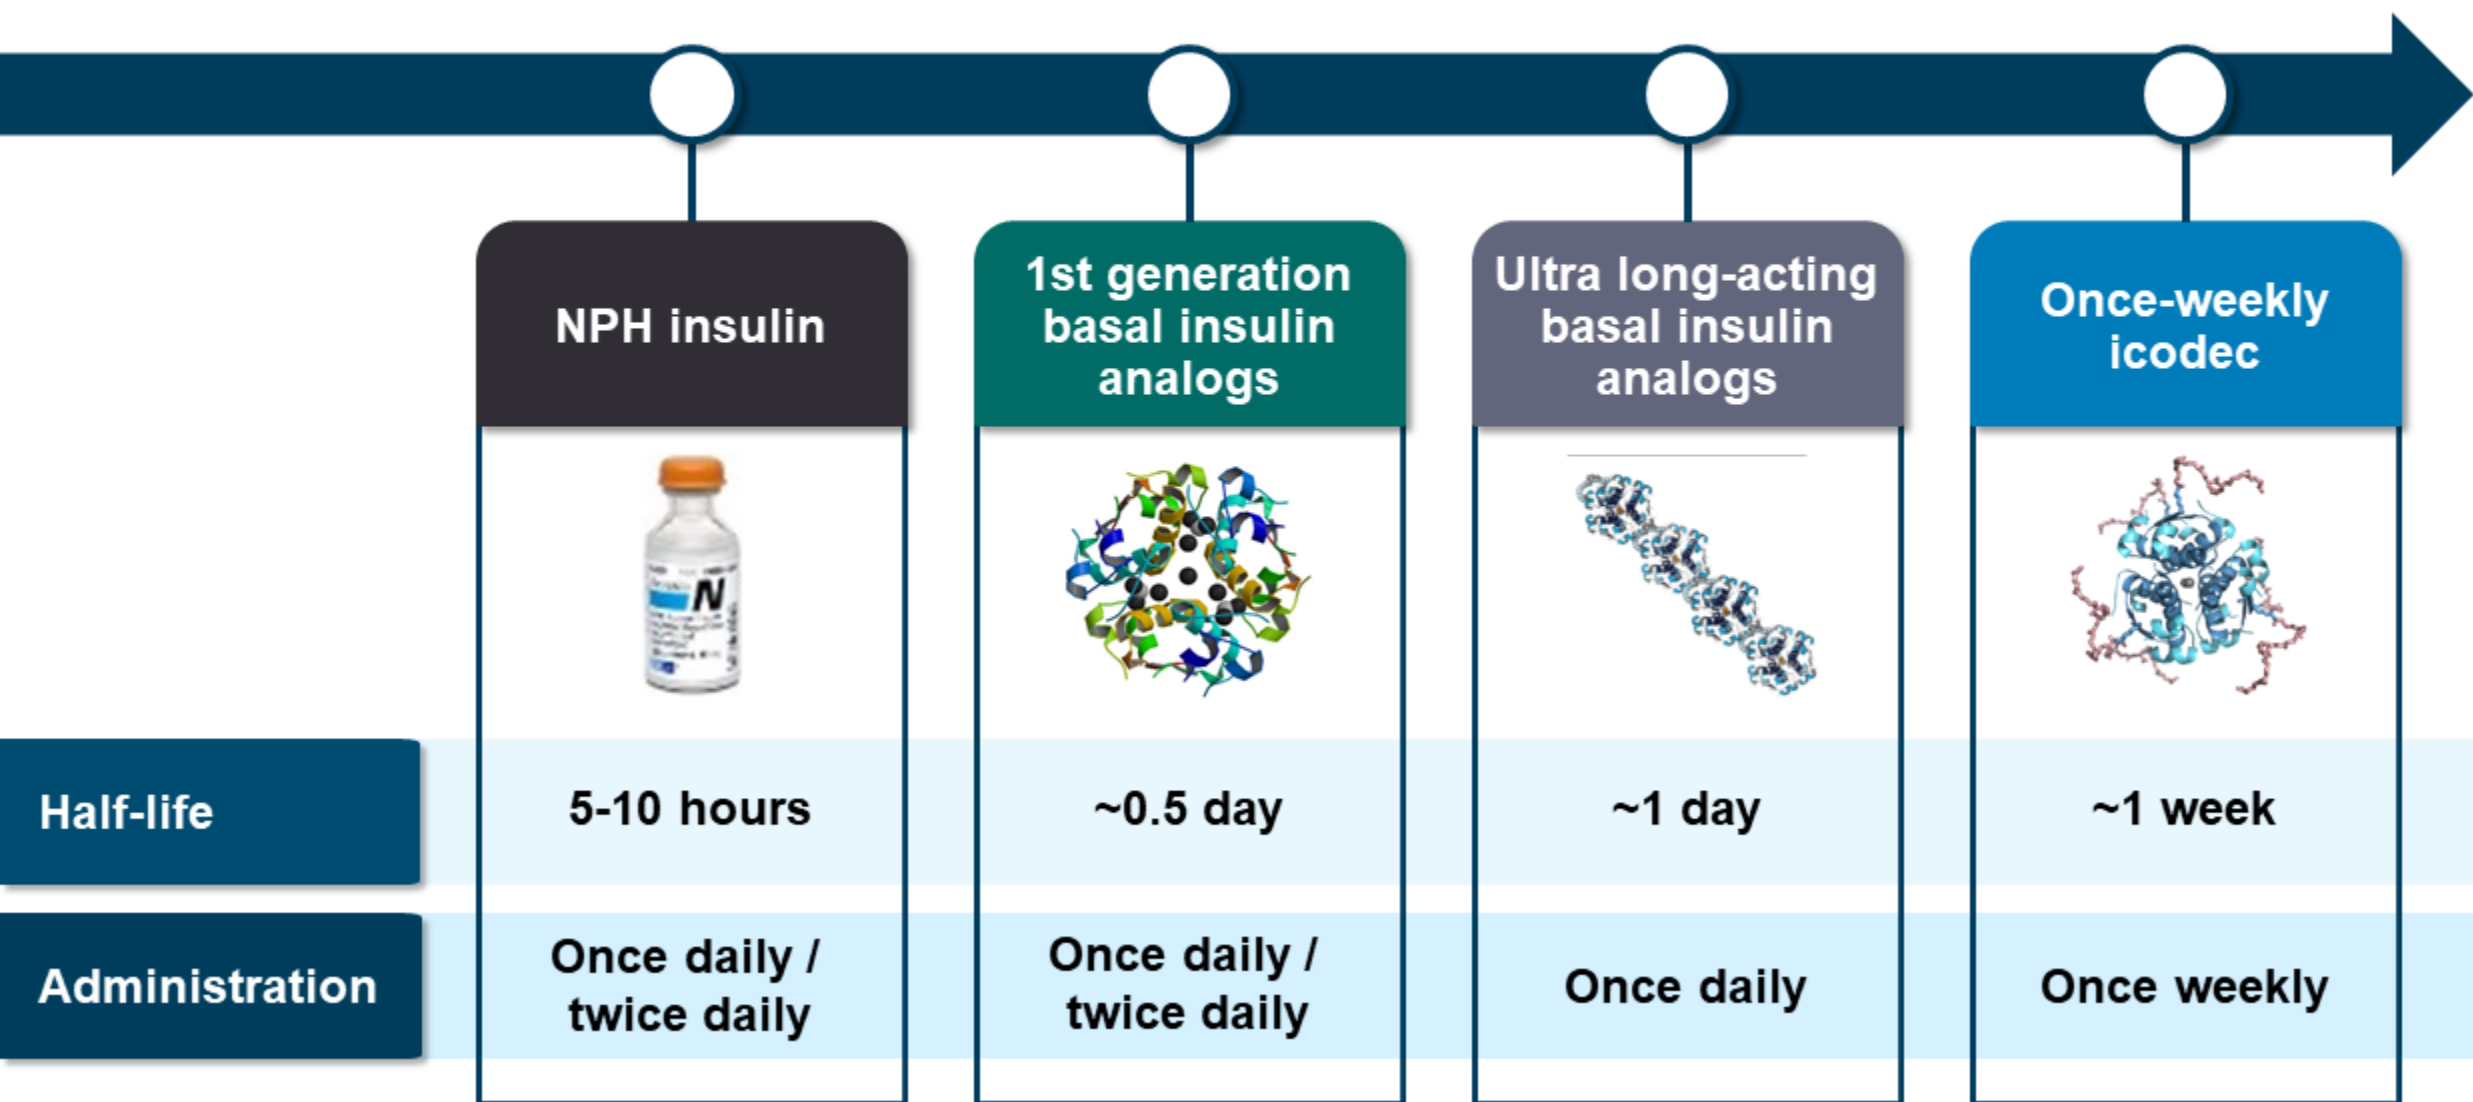 NPH insulin
1st generation
basal insulin
analogs
Ultra long-acting
basal insulin
analogs
Once-weekly
icodec
N
Half-life
5-10 hours
~0.5 day
~1 day
~1 week
Administration
Once daily /
twice daily
Once daily /
twice daily
Once daily
Once weekly